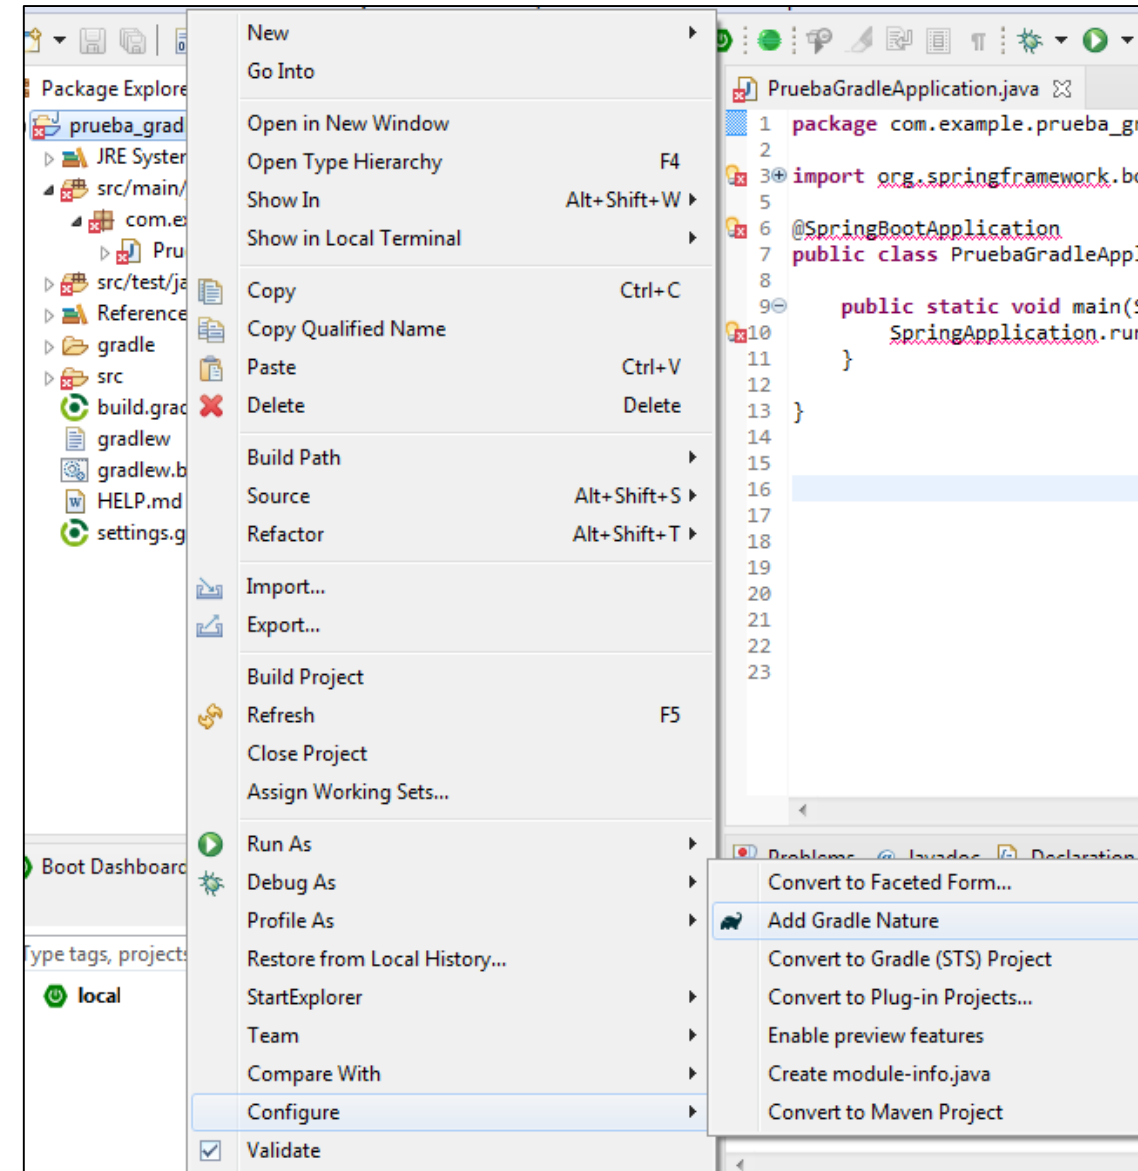 Package Explore
prueba_grad
JRE Syster
src/main/
com.ex
Pru
src/test/ja
Reference
gradle
src
build.grad
gradlew
gradlew.b
HELP.md
settings.g
Boot Dashboard
Type tags, projects
local
New
Go Into
Open in New Window
Open Type Hierarchy F4
Show In Alt+Shift+W
Show in Local Terminal
Copy Ctrl+C
Copy Qualified Name
Paste Ctrl+V
Delete Delete
Build Path
Source Alt+Shift+S
Refactor Alt+Shift+T
Import...
Export...
Build Project
Refresh F5
Close Project
Assign Working Sets...
Run As
Debug As
Profile As
Restore from Local History...
StartExplorer
Team
Compare With
Configure
Validate
PruebaGradleApplication.java
1 package com.example.prueba_gr
2
3 import org.springframework.bo
5
6 @SpringBootApplication
7 public class PruebaGradleAppl
8
9 public static void main(S
10 SpringApplication.run
11 }
12
13 }
14
15
16
17
18
19
20
21
22
23
Problems Javadoc Declaration
Convert to Faceted Form...
Add Gradle Nature
Convert to Gradle (STS) Project
Convert to Plug-in Projects...
Enable preview features
Create module-info.java
Convert to Maven Project